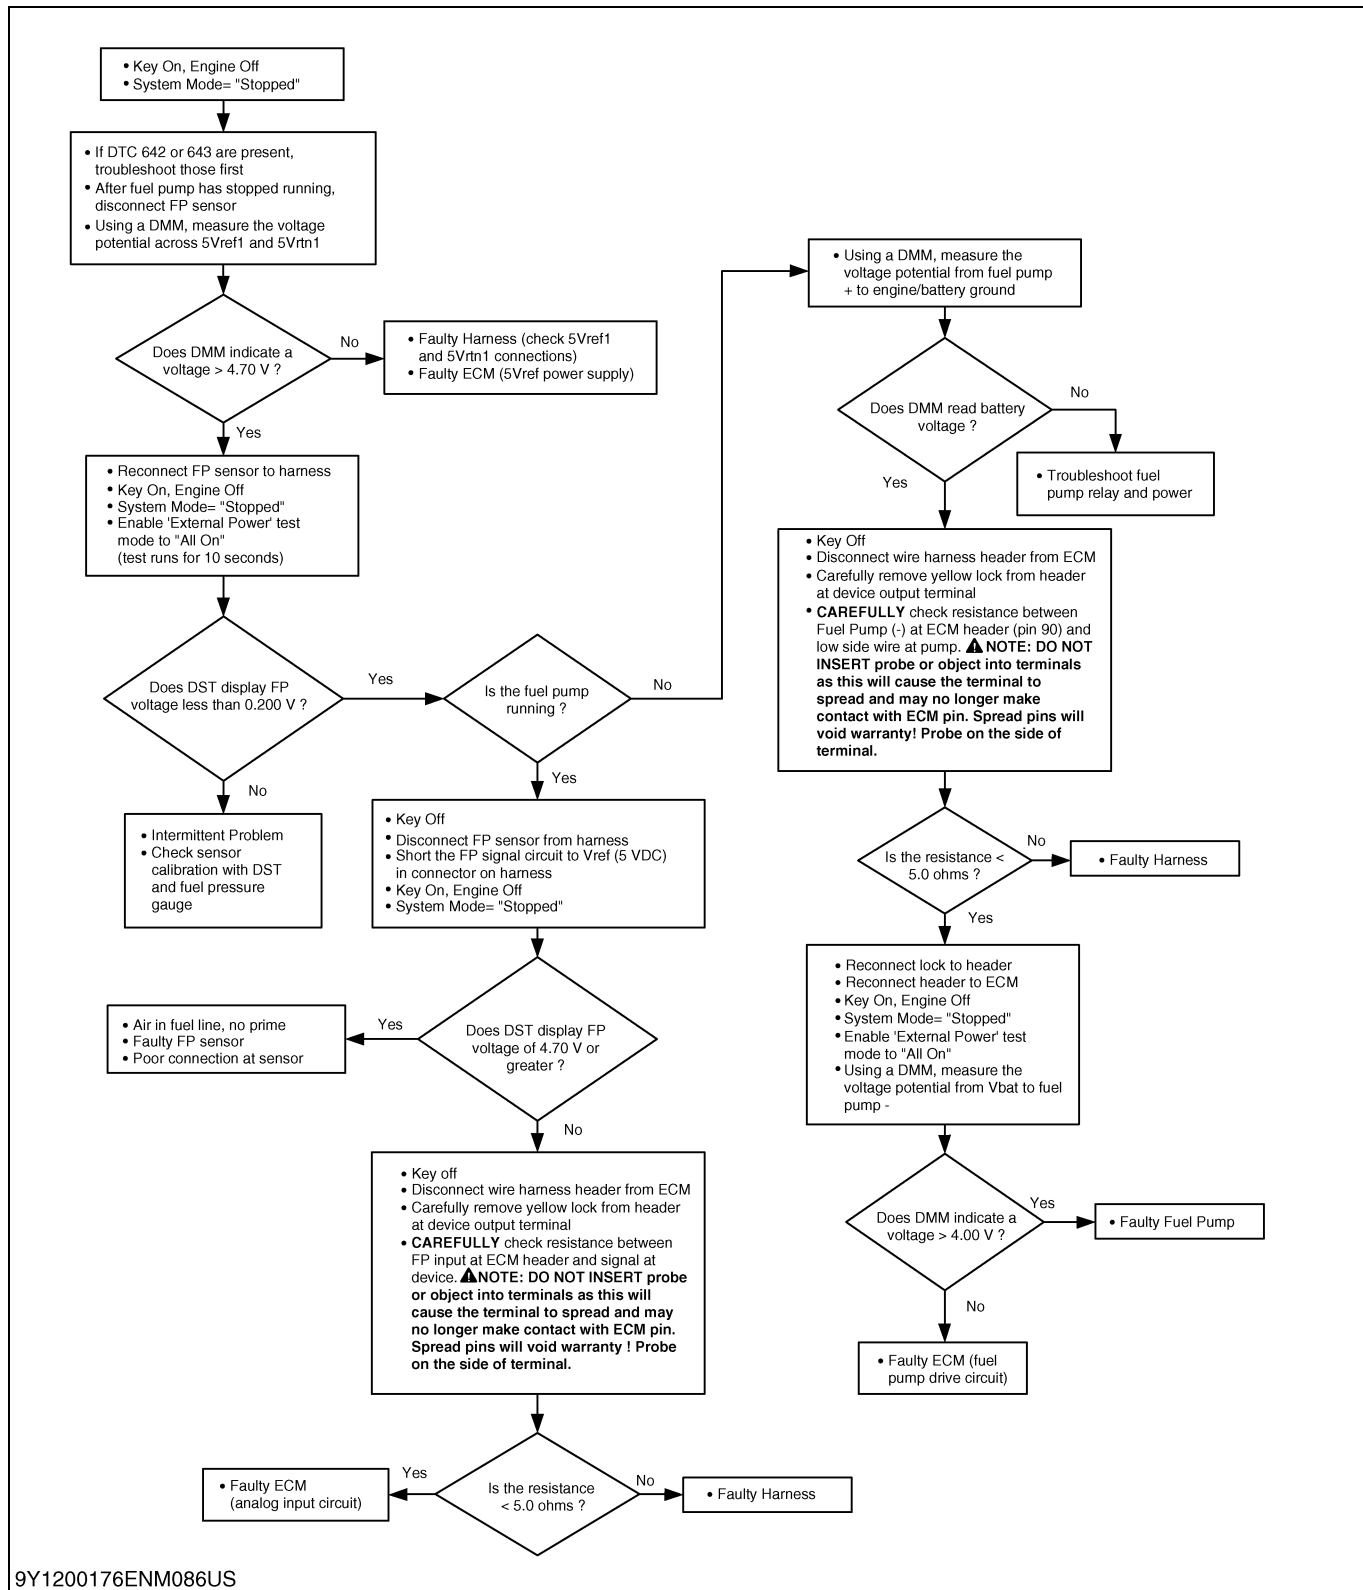 • Key On, Engine Off
• System Mode= "Stopped"
• If DTC 642 or 643 are present,
troubleshoot those first
• After fuel pump has stopped running,
disconnect FP sensor
• Using a DMM, measure the voltage
potential across 5Vref1 and 5Vrtn1
Does DMM indicate a
voltage > 4.70 V ?
No
• Faulty Harness (check 5Vref1
and 5Vrtn1 connections)
• Faulty ECM (5Vref power supply)
Yes
• Reconnect FP sensor to harness
• Key On, Engine Off
• System Mode= "Stopped"
• Enable 'External Power' test
mode to "All On"
(test runs for 10 seconds)
Does DST display FP
voltage less than 0.200 V ?
No
• Intermittent Problem
• Check sensor
calibration with DST
and fuel pressure
gauge
Yes
Is the fuel pump
running ?
Yes
• Key Off
• Disconnect FP sensor from harness
• Short the FP signal circuit to Vref (5 VDC)
in connector on harness
• Key On, Engine Off
• System Mode= "Stopped"
Does DST display FP
voltage of 4.70 V or
greater ?
Yes
• Air in fuel line, no prime
• Faulty FP sensor
• Poor connection at sensor
No
• Key off
• Disconnect wire harness header from ECM
• Carefully remove yellow lock from header
at device output terminal
• CAREFULLY check resistance between
FP input at ECM header and signal at
device. NOTE: DO NOT INSERT probe
or object into terminals as this will
cause the terminal to spread and may
no longer make contact with ECM pin.
Spread pins will void warranty ! Probe
on the side of terminal.
Is the resistance
< 5.0 ohms ?
Yes
• Faulty ECM
(analog input circuit)
No
• Faulty Harness
No
• Using a DMM, measure the
voltage potential from fuel pump
+ to engine/battery ground
Does DMM read battery
voltage ?
No
• Troubleshoot fuel
pump relay and power
Yes
• Key Off
• Disconnect wire harness header from ECM
• Carefully remove yellow lock from header
at device output terminal
• CAREFULLY check resistance between
Fuel Pump (-) at ECM header (pin 90) and
low side wire at pump. NOTE: DO NOT
INSERT probe or object into terminals
as this will cause the terminal to
spread and may no longer make
contact with ECM pin. Spread pins will
void warranty! Probe on the side of
terminal.
Is the resistance <
5.0 ohms ?
No
• Faulty Harness
Yes
• Reconnect lock to header
• Reconnect header to ECM
• Key On, Engine Off
• System Mode= "Stopped"
• Enable 'External Power' test
mode to "All On"
• Using a DMM, measure the
voltage potential from Vbat to fuel
pump -
Does DMM indicate a
voltage > 4.00 V ?
Yes
• Faulty Fuel Pump
No
• Faulty ECM (fuel
pump drive circuit)
9Y1200176ENM086US